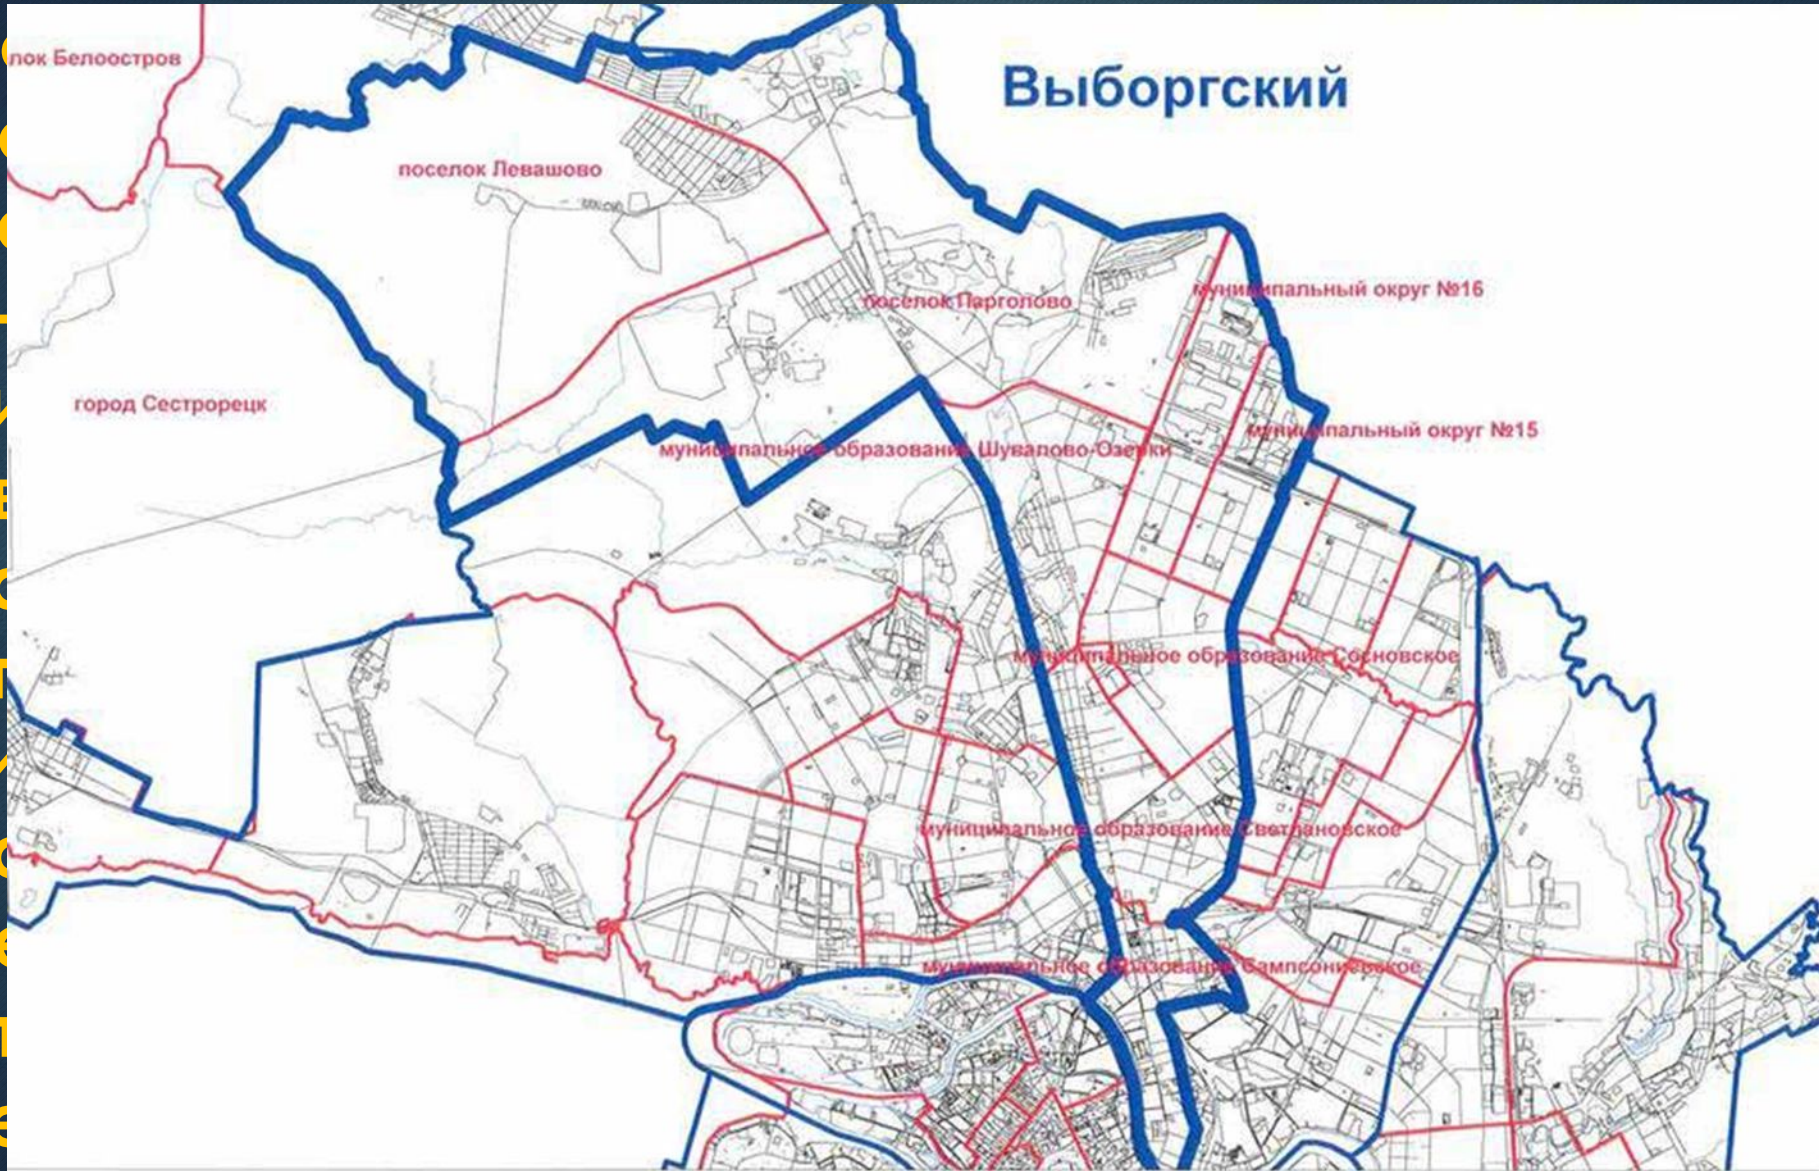 лок Белоостров
Выборгский
поселок Левашово
муниципальный округ №16
поселок Парголово
город Сестрорецк
муниципальный округ №15
муниципальное образование Шувалово-Озерки
муниципальное образование Сосновское
муниципальное образование Светлановское
муниципальное образование Сампсониевское